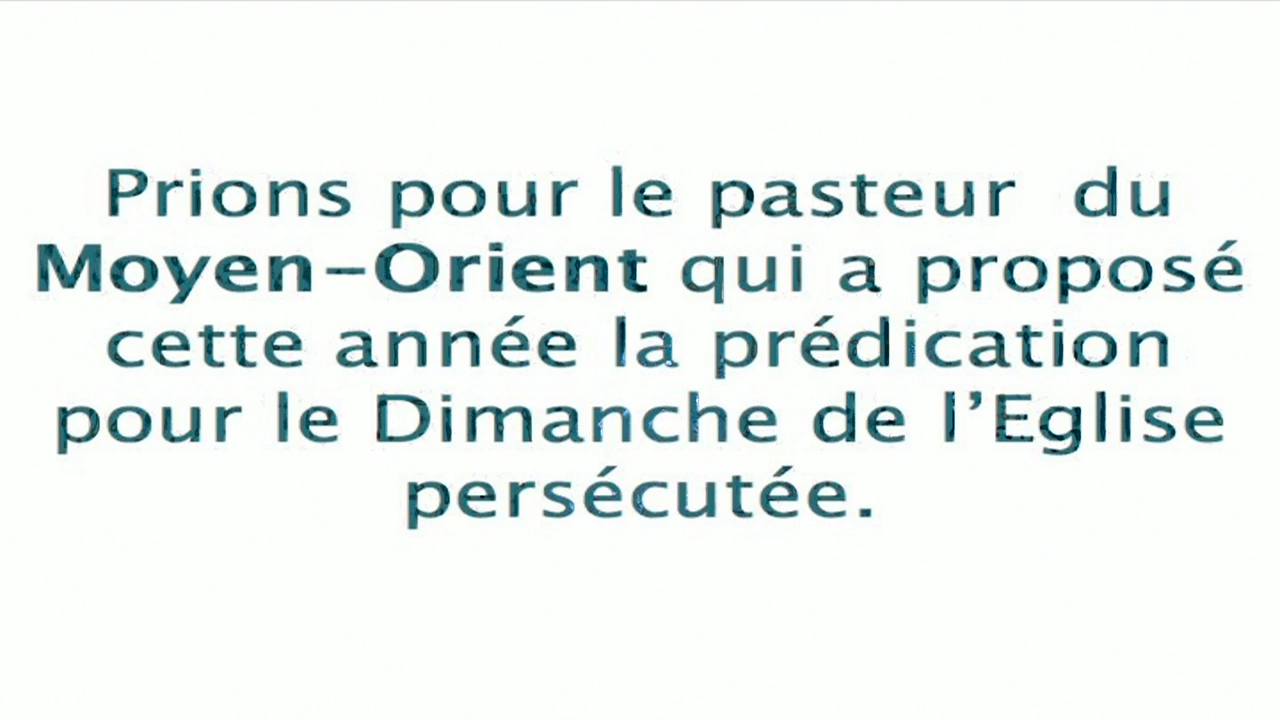 Prions pour le pasteur  du
Moyen-Orient qui a proposé
cette année la prédication
pour le Dimanche de l'Eglise
persécutée.